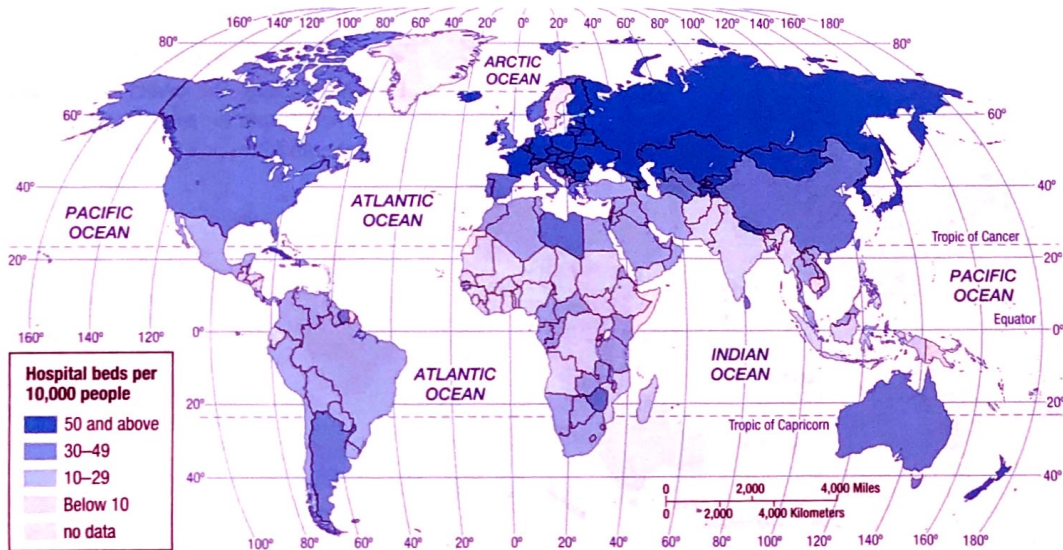 160° 140° 120° 100° 80° 60° 40° 20° 0° 20° 40° 60° 80° 100° 120° 140° 160° 180°
80° 80°
ARCTIC
OCEAN
60° 60°
40° 40°
PACIFIC
OCEAN
ATLANTIC
OCEAN
Tropic of Cancer
20° 20°
PACIFIC
OCEAN
Equator
160° 140° 120° 0° 0° 160°
INDIAN
OCEAN
ATLANTIC
OCEAN
20° 20°
Tropic of Capricorn
40° 40°
Hospital beds per
10,000 people
50 and above
30–49
10–29
Below 10
no data
0 2,000 4,000 Miles
0 2,000 4,000 Kilometers
100° 80° 60° 40° 20° 0° 20° 40° 60° 80° 100° 120° 140° 160° 180°